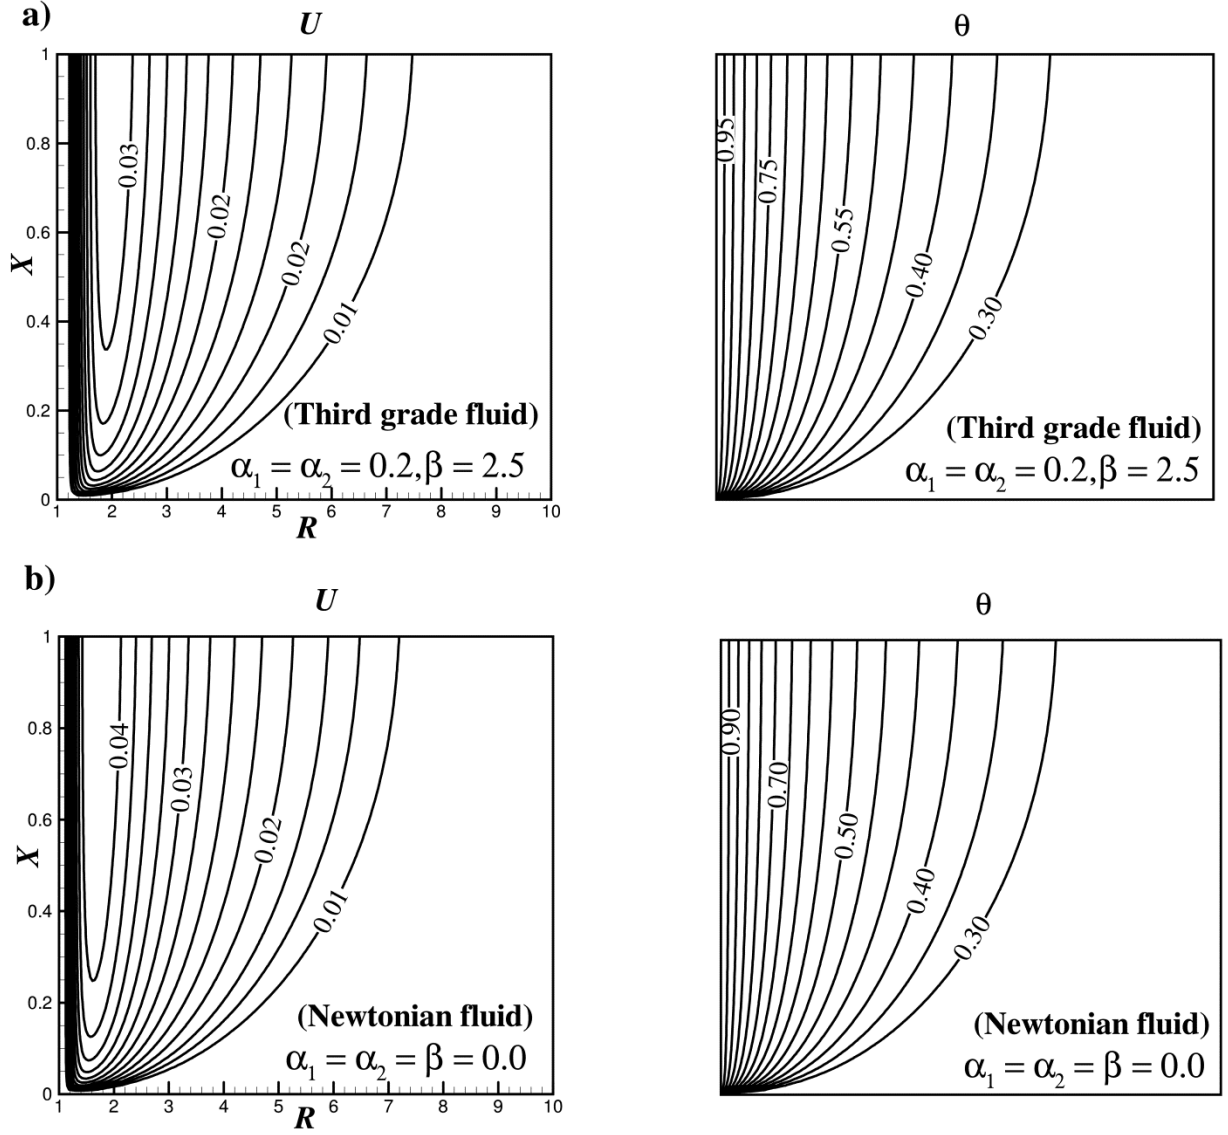 a)
U
θ
1
0.8
0.6
0.4
0.2
0
X
0.03
0.02
0.02
0.01
(Third grade fluid)
α1 = α2 = 0.2,β = 2.5
1 2 3 4 5 6 7 8 9 10
R
0.95
0.75
0.55
0.40
0.30
(Third grade fluid)
α1 = α2 = 0.2,β = 2.5
b)
U
θ
1
0.8
0.6
0.4
0.2
0
X
0.04
0.03
0.02
0.01
(Newtonian fluid)
α1 = α2 = β = 0.0
1 2 3 4 5 6 7 8 9 10
R
0.90
0.70
0.50
0.40
0.30
(Newtonian fluid)
α1 = α2 = β = 0.0